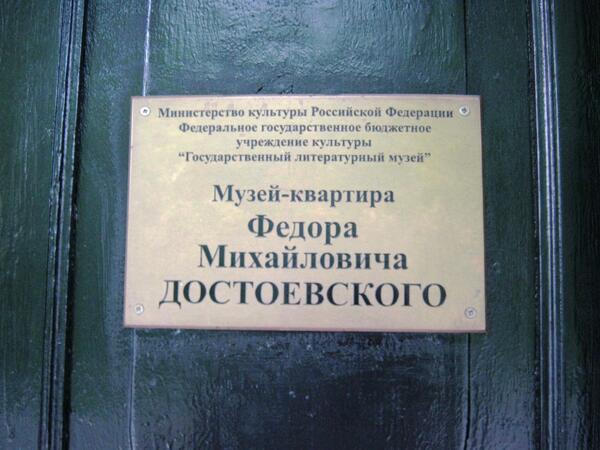 Министерство культуры Российской Федерации
Федеральное государственное бюджетное
учреждение культуры
“Государственный литературный музей”
Музей-квартира
Федора
Михайловича
ДОСТОЕВСКОГО